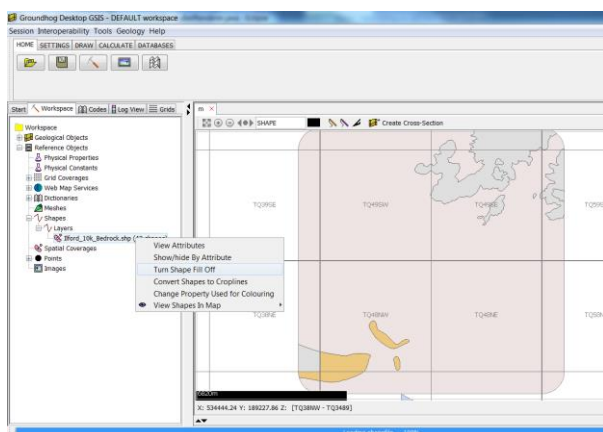 Groundhog Desktop GSIS - DEFAULT workspace
Session Interoperability Tools Geology Help
HOME SETTINGS DRAW CALCULATE DATABASES
Start Workspace Codes Log View Grids
m
SHAPE Create Cross-Section
Workspace
Geological Objects
Reference Objects
Physical Properties
Physical Constants
Grid Coverages
Web Map Services
Dictionaries
Meshes
Shapes
Layers
Ilford_10k_Bedrock.shp
Spatial Coverages
Points
Images
View Attributes
Show/hide By Attribute
Turn Shape Fill Off
Convert Shapes to Croplines
Change Property Used for Colouring
View Shapes In Map
TQ39SE TQ49SW TQ49SE
TQ38NE TQ48NW TQ48NE
X: 534444.24 Y: 189227.86 Z: [TQ38NW - TQ3489]